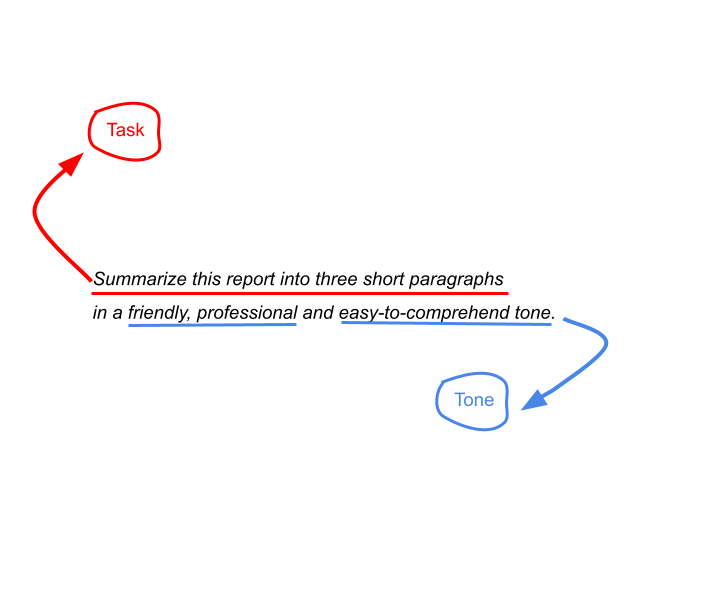 Task
Summarize this report into three short paragraphs
in a friendly, professional and easy-to-comprehend tone.
Tone